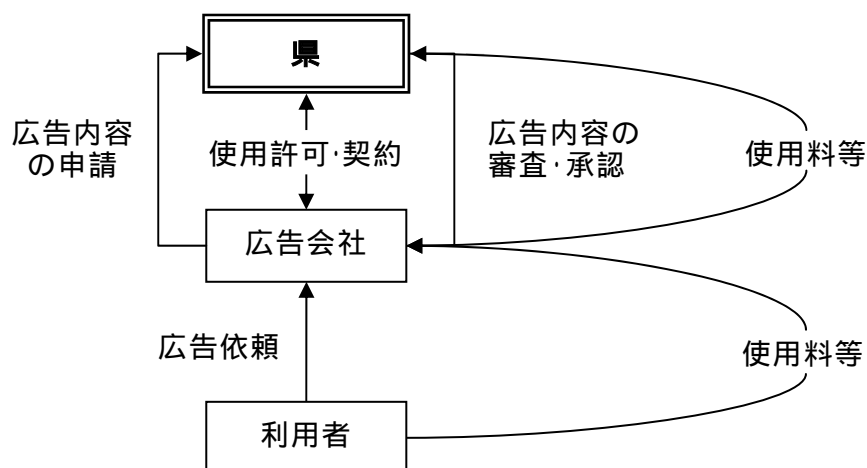 県
広告内容
の申請
使用許可・契約
広告内容の
審査・承認
使用料等
広告会社
広告依頼
使用料等
利用者